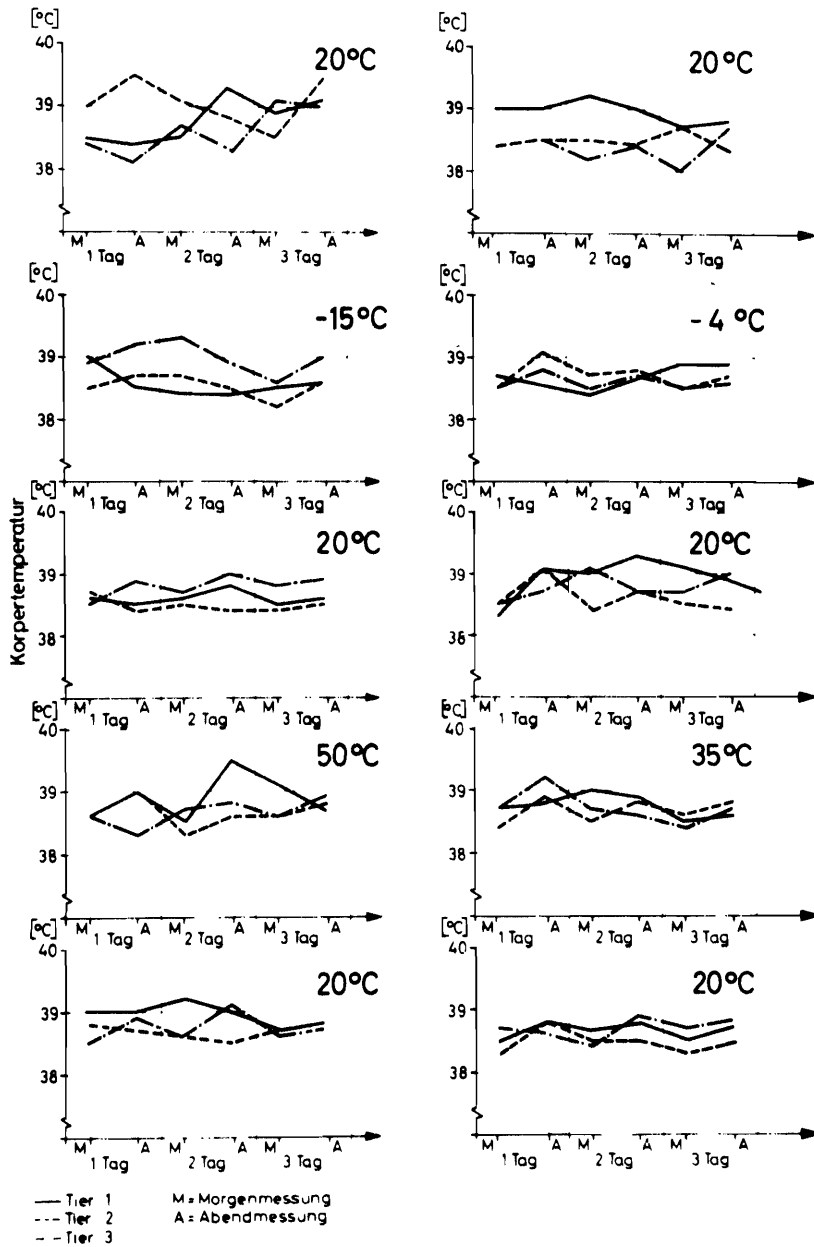 [°C]
40
39
38
20°C
M A M A M A
1 Tag 2 Tag 3 Tag
[°C]
40
39
38
20°C
M A M A M A
1 Tag 2 Tag 3 Tag
[°C]
40
39
38
-15°C
M A M A M A
1 Tag 2 Tag 3 Tag
[°C]
40
39
38
-4 °C
M A M A M A
1 Tag 2 Tag 3 Tag
Korpertemperatur
[°C]
40
39
38
20°C
M A M A M A
1 Tag 2 Tag 3 Tag
[°C]
40
39
38
20°C
M A M A M A
1 Tag 2 Tag 3 Tag
[°C]
40
39
38
50°C
M A M A M A
1 Tag 2 Tag 3 Tag
[°C]
40
39
38
35°C
M A M A M A
1 Tag 2 Tag 3 Tag
[°C]
40
39
38
20°C
M A M A M A
1 Tag 2 Tag 3 Tag
[°C]
40
39
38
20°C
M A M A M A
1 Tag 2 Tag 3 Tag
Tier 1 M = Morgenmessung
Tier 2 A = Abendmessung
Tier 3